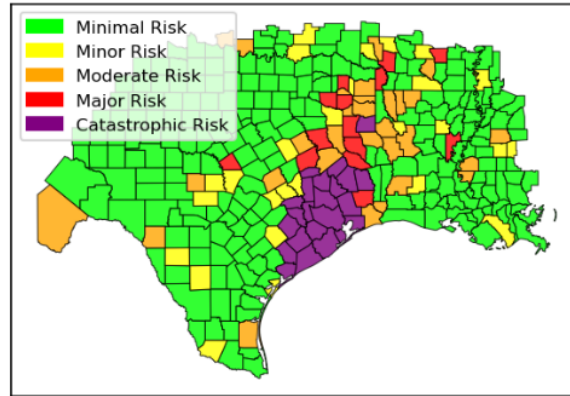 Minimal Risk
Minor Risk
Moderate Risk
Major Risk
Catastrophic Risk